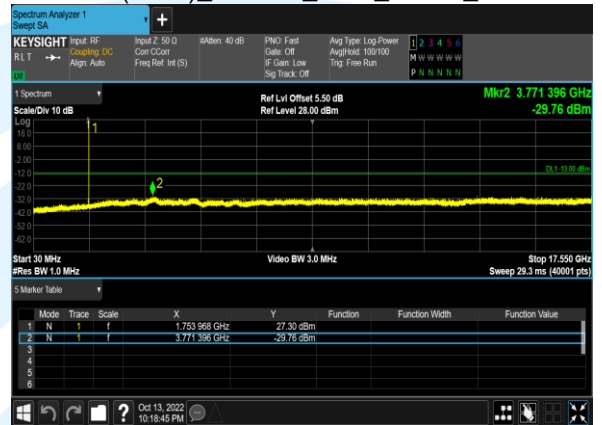 Spectrum Analyzer 1
Swept SA
+
KEYSIGHT Input: RF Input Z: 50 Ω #Atten: 40 dB PNO: Fast Avg Type: Log-Power 1 2 3 4 5 6
RLT Coupling: DC Corr CCorr Gate: Off Avg|Hold: 100/100 M W W W W W
Align: Auto Freq Ref: Int (S) IF Gain: Low Trig: Free Run
Sig Track: Off P N N N N N
1 Spectrum Mkr2 3.771 396 GHz
Ref Lvl Offset 5.50 dB
Scale/Div 10 dB Ref Level 28.00 dBm -29.76 dBm
Log
18.0
8.00
-2.00
-12.0
-22.0
-32.0
-42.0
-52.0
-62.0
1
2
DL1 -13.00 dBm
Start 30 MHz Video BW 3.0 MHz Stop 17.550 GHz
#Res BW 1.0 MHz Sweep 29.3 ms (40001 pts)
5 Marker Table
Mode Trace Scale X Y Function Function Width Function Value
1 N 1 f 1.753 968 GHz 27.30 dBm
2 N 1 f 3.771 396 GHz -29.76 dBm
3
4
5
6
? Oct 13, 2022
10:18:45 PM